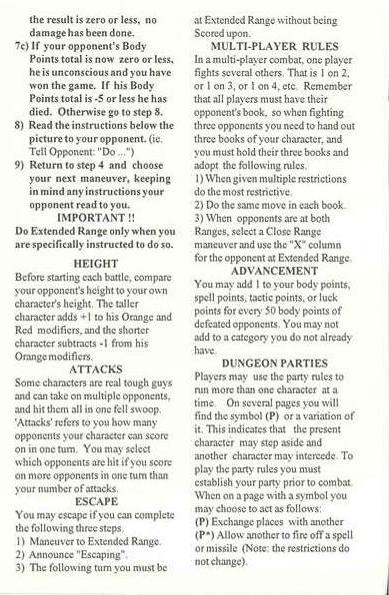 the result is zero or less, no
damage has been done.
7c) If your opponent's Body
Points total is now zero or less,
he is unconscious and you have
won the game. If his Body
Points total is -5 or less he has
died. Otherwise go to step 8.
8) Read the instructions below the
picture to your opponent. (ie.
Tell Opponent: "Do ...")
9) Return to step 4 and choose
your next maneuver, keeping
in mind any instructions your
opponent read to you.
IMPORTANT !!
Do Extended Range only when you
are specifically instructed to do so.
HEIGHT
Before starting each battle, compare
your opponent's height to your own
character's height. The taller
character adds +1 to his Orange and
Red modifiers, and the shorter
character subtracts -1 from his
Orange modifiers.
ATTACKS
Some characters are real tough guys
and can take on multiple opponents,
and hit them all in one fell swoop.
'Attacks' refers to you how many
opponents your character can score
on in one turn. You may select
which opponents are hit if you score
on more opponents in one turn than
your number of attacks.
ESCAPE
You may escape if you can complete
the following three steps.
1) Maneuver to Extended Range.
2) Announce "Escaping".
3) The following turn you must be
at Extended Range without being
Scored upon.
MULTI-PLAYER RULES
In a multi-player combat, one player
fights several others. That is 1 on 2,
or 1 on 3, or 1 on 4, etc. Remember
that all players must have their
opponent's book, so when fighting
three opponents you need to hand out
three books of your character, and
you must hold their three books and
adopt the following rules.
1) When given multiple restrictions
do the most restrictive.
2) Do the same move in each book.
3) When opponents are at both
Ranges, select a Close Range
maneuver and use the "X" column
for the opponent at Extended Range.
ADVANCEMENT
You may add 1 to your body points,
spell points, tactic points, or luck
points for every 50 body points of
defeated opponents. You may not
add to a category you do not already
have.
DUNGEON PARTIES
Players may use the party rules to
run more than one character at a
time. On several pages you will
find the symbol (P) or a variation of
it. This indicates that the present
character may step aside and
another character may intercede. To
play the party rules you must
establish your party prior to combat.
When on a page with a symbol you
may choose to act as follows:
(P) Exchange places with another
(P*) Allow another to fire off a spell
or missile (Note: the restrictions do
not change).